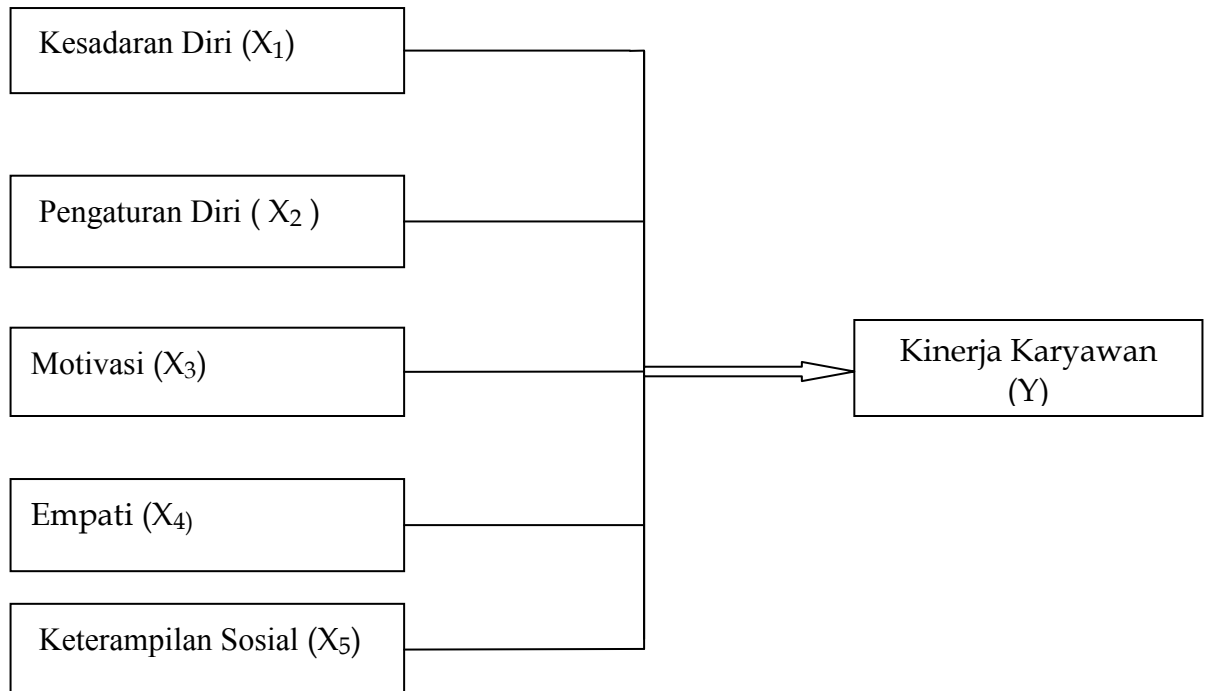 Kesadaran Diri (X₁)
Pengaturan Diri ( X₂ )
Motivasi (X₃)
Empati (X₄)
Keterampilan Sosial (X₅)
Kinerja Karyawan
(Y)